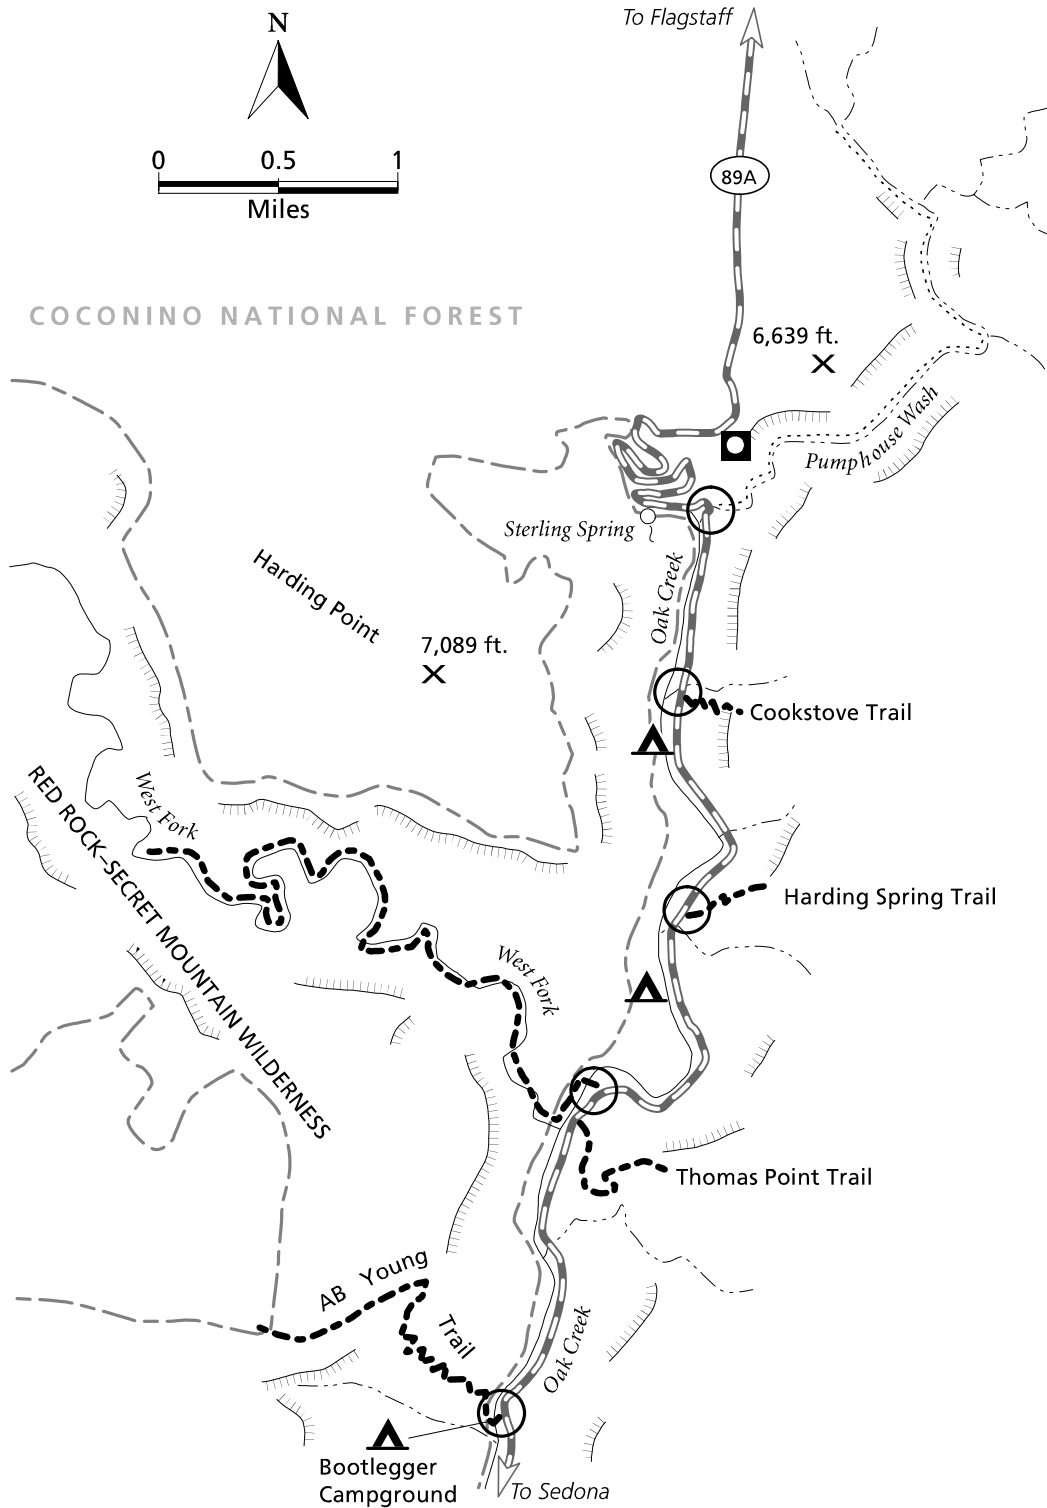 To Flagstaff
N
0 0.5 1
Miles
89A
COCONINO NATIONAL FOREST
6,639 ft.
Pumphouse Wash
Sterling Spring
Oak Creek
Harding Point
7,089 ft.
Cookstove Trail
West Fork
RED ROCK–SECRET MOUNTAIN WILDERNESS
Harding Spring Trail
West Fork
Thomas Point Trail
AB Young
Trail
Oak Creek
Bootlegger
Campground
To Sedona